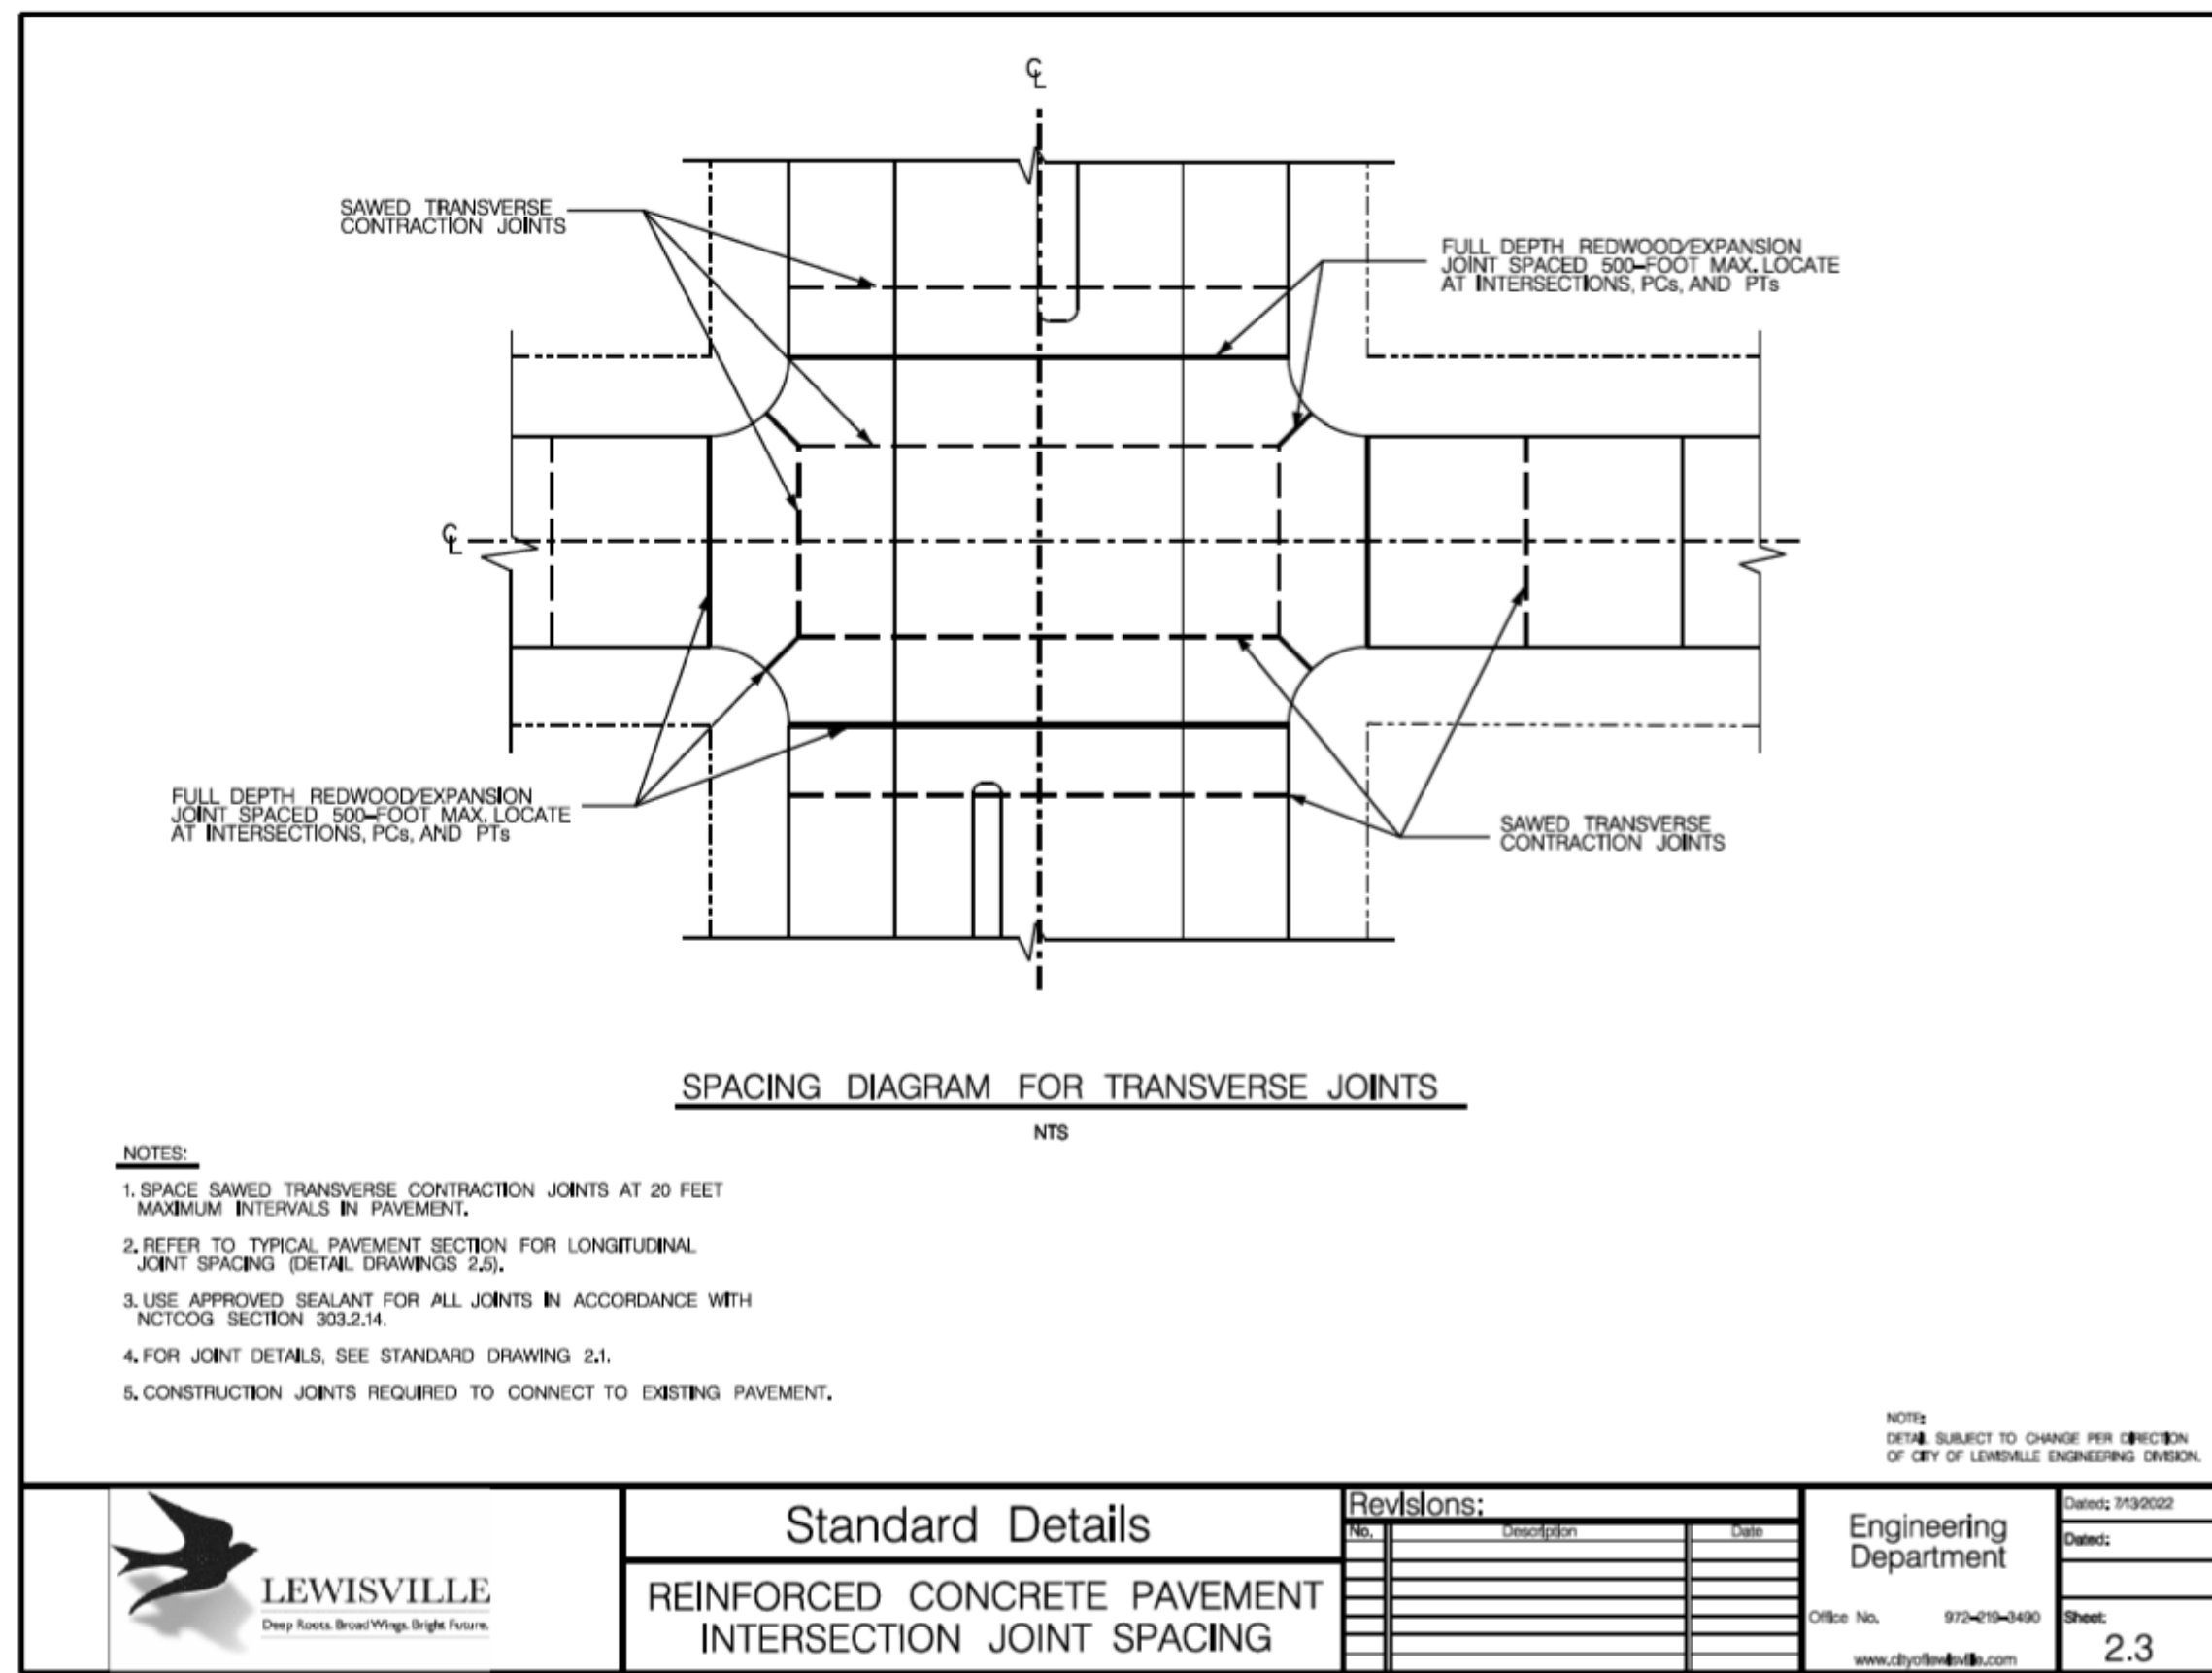 ℄
SAWED TRANSVERSE
CONTRACTION JOINTS
FULL DEPTH REDWOOD/EXPANSION
JOINT SPACED 500-FOOT MAX. LOCATE
AT INTERSECTIONS, PCs, AND PTs
℄
FULL DEPTH REDWOOD/EXPANSION
JOINT SPACED 500-FOOT MAX. LOCATE
AT INTERSECTIONS, PCs, AND PTs
SAWED TRANSVERSE
CONTRACTION JOINTS
SPACING DIAGRAM FOR TRANSVERSE JOINTS
NTS
NOTES:
1. SPACE SAWED TRANSVERSE CONTRACTION JOINTS AT 20 FEET
MAXIMUM INTERVALS IN PAVEMENT.
2. REFER TO TYPICAL PAVEMENT SECTION FOR LONGITUDINAL
JOINT SPACING (DETAIL DRAWINGS 2.5).
3. USE APPROVED SEALANT FOR ALL JOINTS IN ACCORDANCE WITH
NCTCOG SECTION 303.2.14.
4. FOR JOINT DETAILS, SEE STANDARD DRAWING 2.1.
5. CONSTRUCTION JOINTS REQUIRED TO CONNECT TO EXISTING PAVEMENT.
NOTE:
DETAIL SUBJECT TO CHANGE PER DIRECTION
OF CITY OF LEWISVILLE ENGINEERING DIVISION.
LEWISVILLE
Deep Roots. Broad Wings. Bright Future.
Standard Details
REINFORCED CONCRETE PAVEMENT
INTERSECTION JOINT SPACING
Revisions:
No. Description Date
Engineering
Department
Office No. 972-219-3490
www.cityoflewisville.com
Dated: 7/13/2022
Dated:
Sheet:
2.3